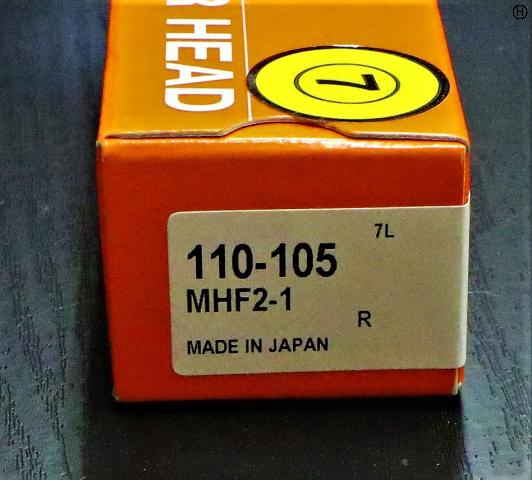 R HEAD
7
7L
110-105
MHF2-1
R
MADE IN JAPAN
H